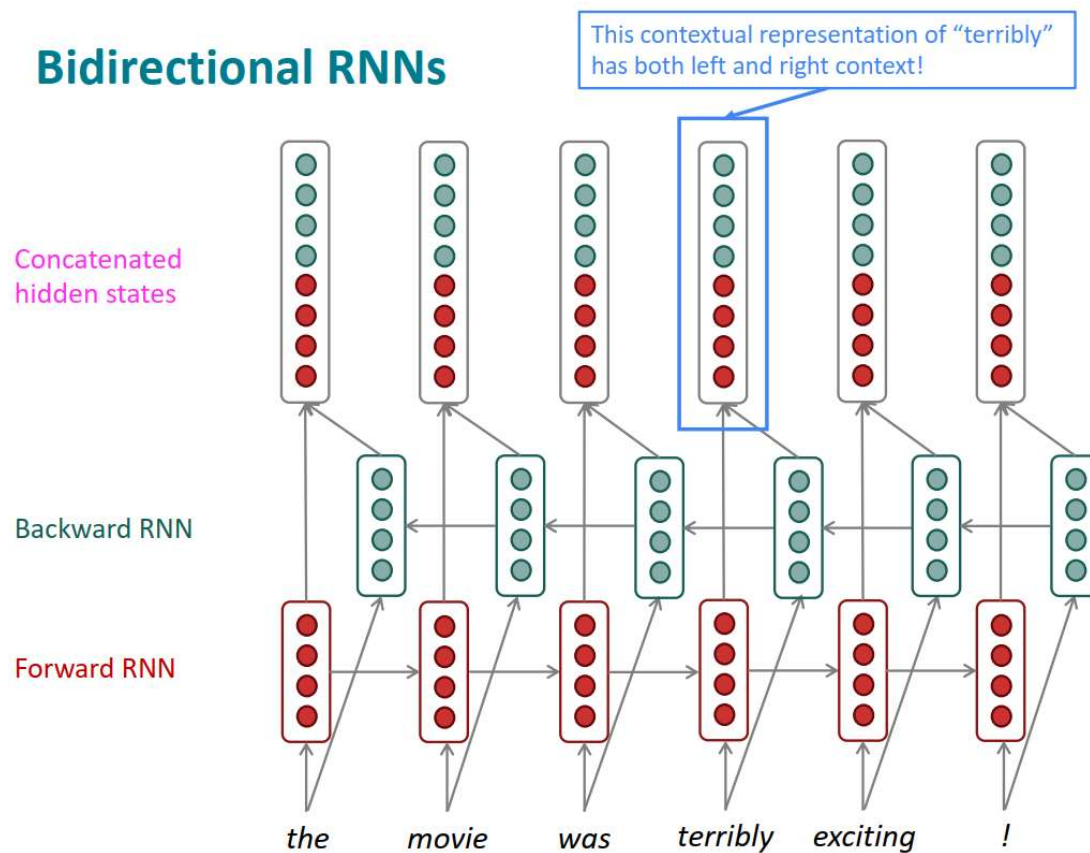 Bidirectional RNNs
This contextual representation of “terribly”
has both left and right context!
Concatenated
hidden states
Backward RNN
Forward RNN
the movie was terribly exciting !